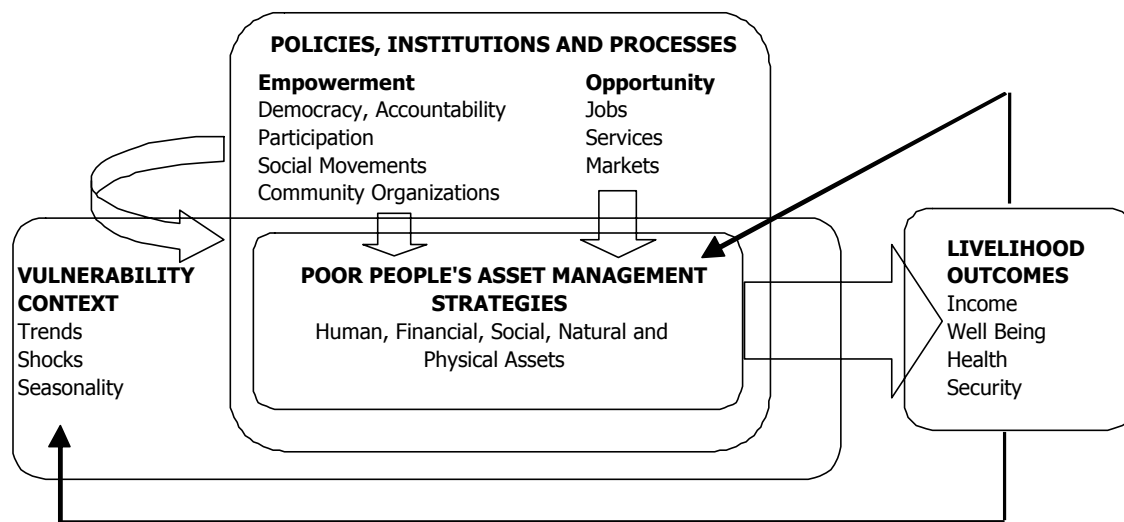 POLICIES, INSTITUTIONS AND PROCESSES
Empowerment
Democracy, Accountability
Participation
Social Movements
Community Organizations
Opportunity
Jobs
Services
Markets
VULNERABILITY
CONTEXT
Trends
Shocks
Seasonality
POOR PEOPLE'S ASSET MANAGEMENT
STRATEGIES
Human, Financial, Social, Natural and
Physical Assets
LIVELIHOOD
OUTCOMES
Income
Well Being
Health
Security